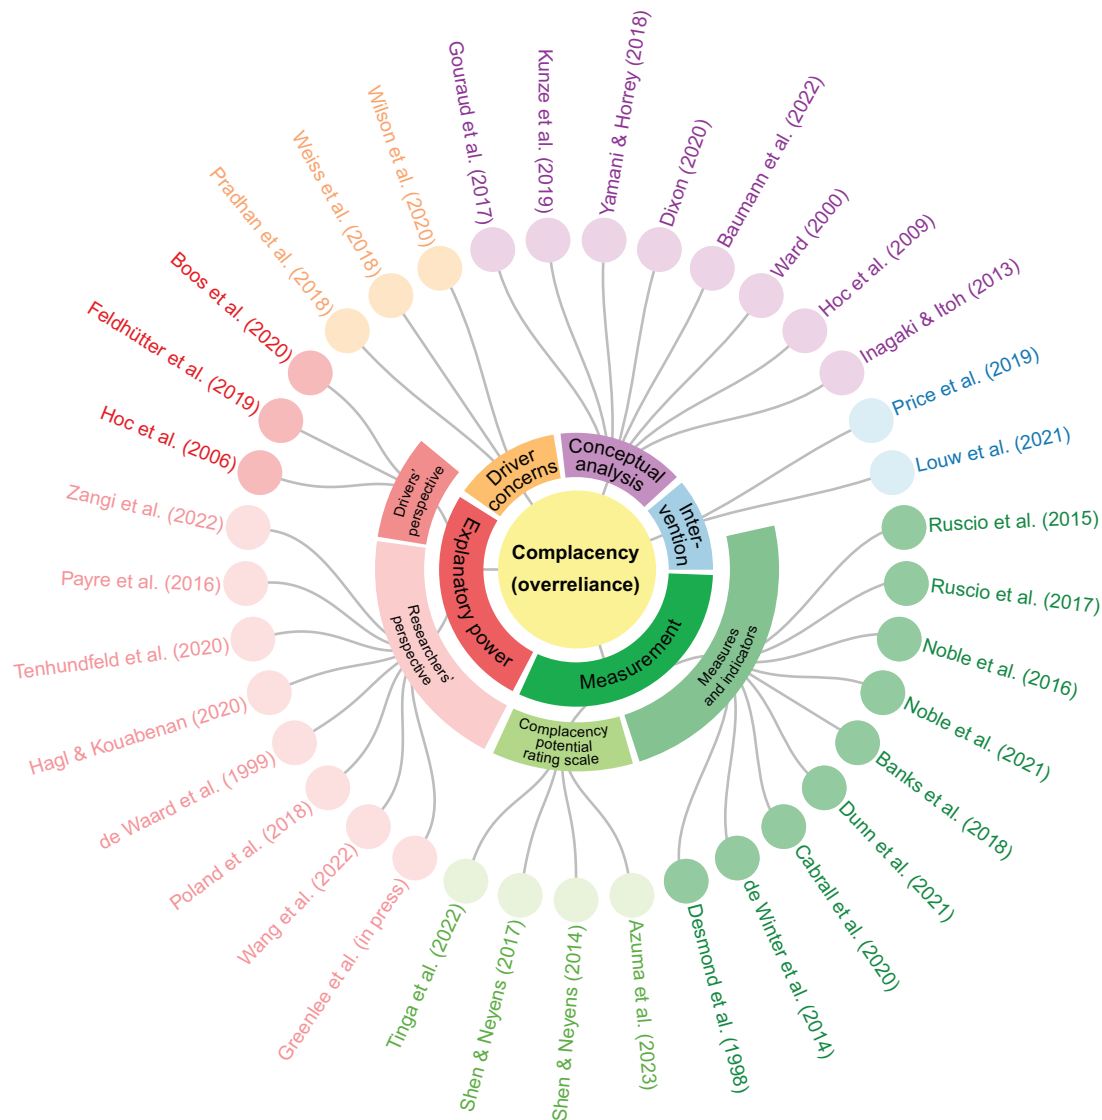 Gouraud et al. (2017)
Kunze et al. (2019)
Yamani & Horrey (2018)
Dixon (2020)
Baumann et al. (2022)
Ward (2000)
Hoc et al. (2009)
Inagaki & Itoh (2013)
Price et al. (2019)
Louw et al. (2021)
Ruscio et al. (2015)
Ruscio et al. (2017)
Noble et al. (2016)
Noble et al. (2021)
Banks et al. (2018)
Dunn et al. (2021)
Cabrall et al. (2020)
de Winter et al. (2014)
Desmond et al. (1998)
Azuma et al. (2023)
Shen & Neyens (2014)
Shen & Neyens (2017)
Tinga et al. (2022)
Greenlee et al. (in press)
Wang et al. (2022)
Poland et al. (2018)
de Waard et al. (1999)
Hagl & Kouabenan (2020)
Tenhundfeld et al. (2020)
Payre et al. (2016)
Zangi et al. (2022)
Hoc et al. (2006)
Feldhütter et al. (2019)
Boos et al. (2020)
Pradhan et al. (2018)
Weiss et al. (2018)
Wilson et al. (2020)
Driver
concerns
Conceptual
analysis
Inter-
vention
Measurement
Explanatory power
Drivers'
perspective
Researchers'
perspective
Complacency
potential
rating scale
Measures
and indicators
Complacency
(overreliance)